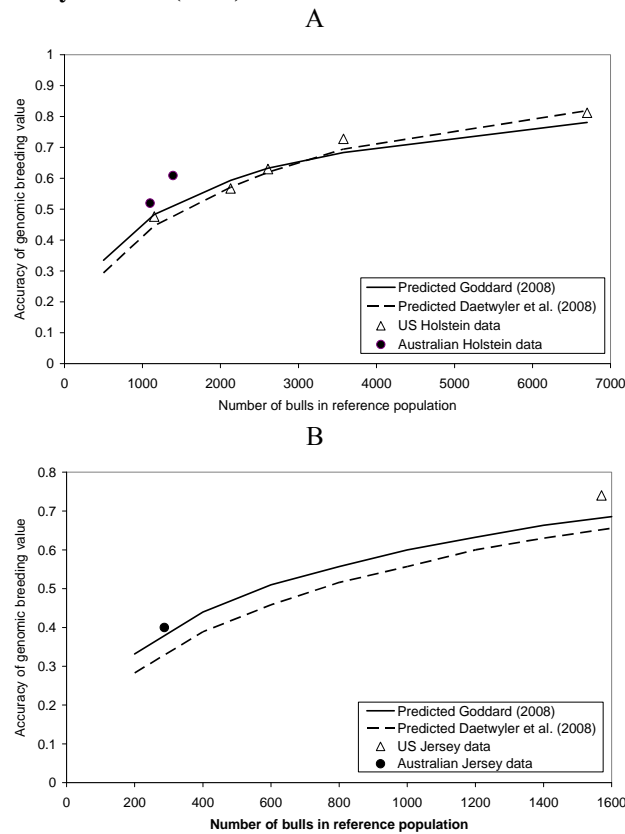 A
1
0.9
0.8
0.7
0.6
0.5
0.4
0.3
0.2
0.1
0
Accuracy of genomic breeding value
Predicted Goddard (2008)
Predicted Daetwyler et al. (2008)
US Holstein data
Australian Holstein data
0 1000 2000 3000 4000 5000 6000 7000
Number of bulls in reference population
B
0.8
0.7
0.6
0.5
0.4
0.3
0.2
0.1
0
Accuracy of genomic breeding value
Predicted Goddard (2008)
Predicted Daetwyler et al. (2008)
US Jersey data
Australian Jersey data
0 200 400 600 800 1000 1200 1400 1600
Number of bulls in reference population